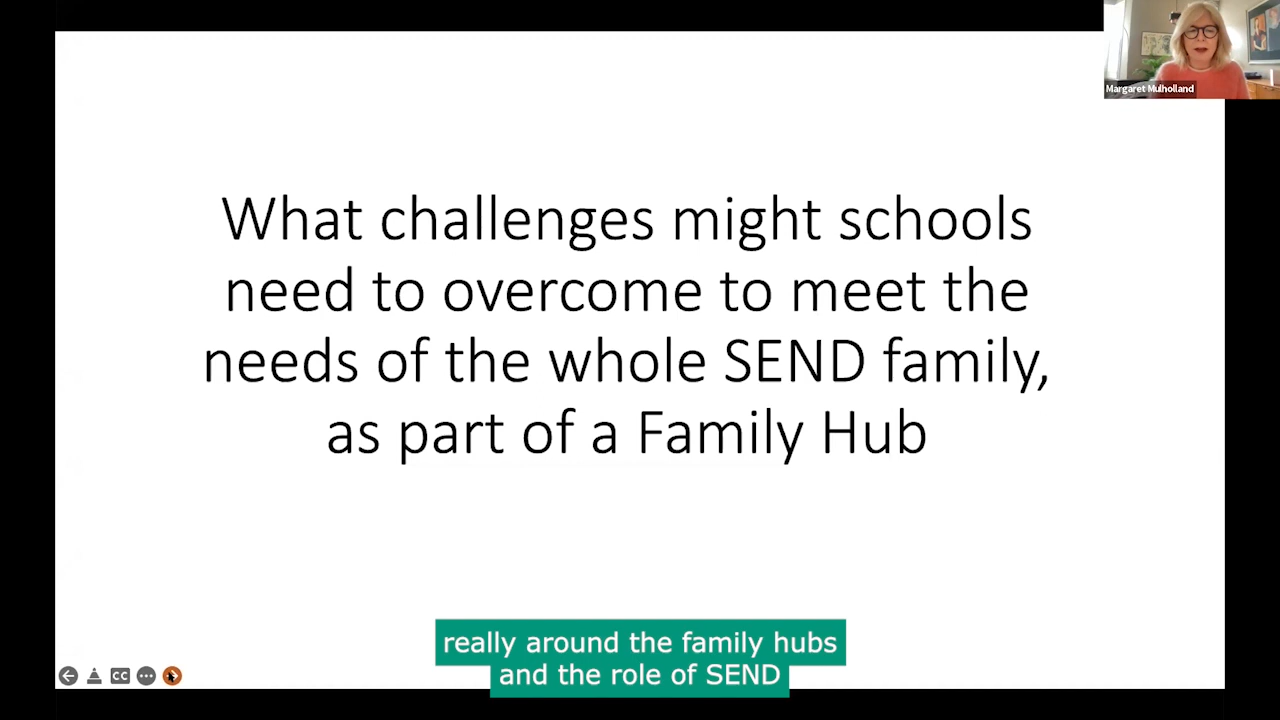 Margaret Mulholland
What challenges might schools
need to overcome to meet the
needs of the whole SEND family,
as part of a Family Hub
really around the family hubs
and the role of SEND
CC